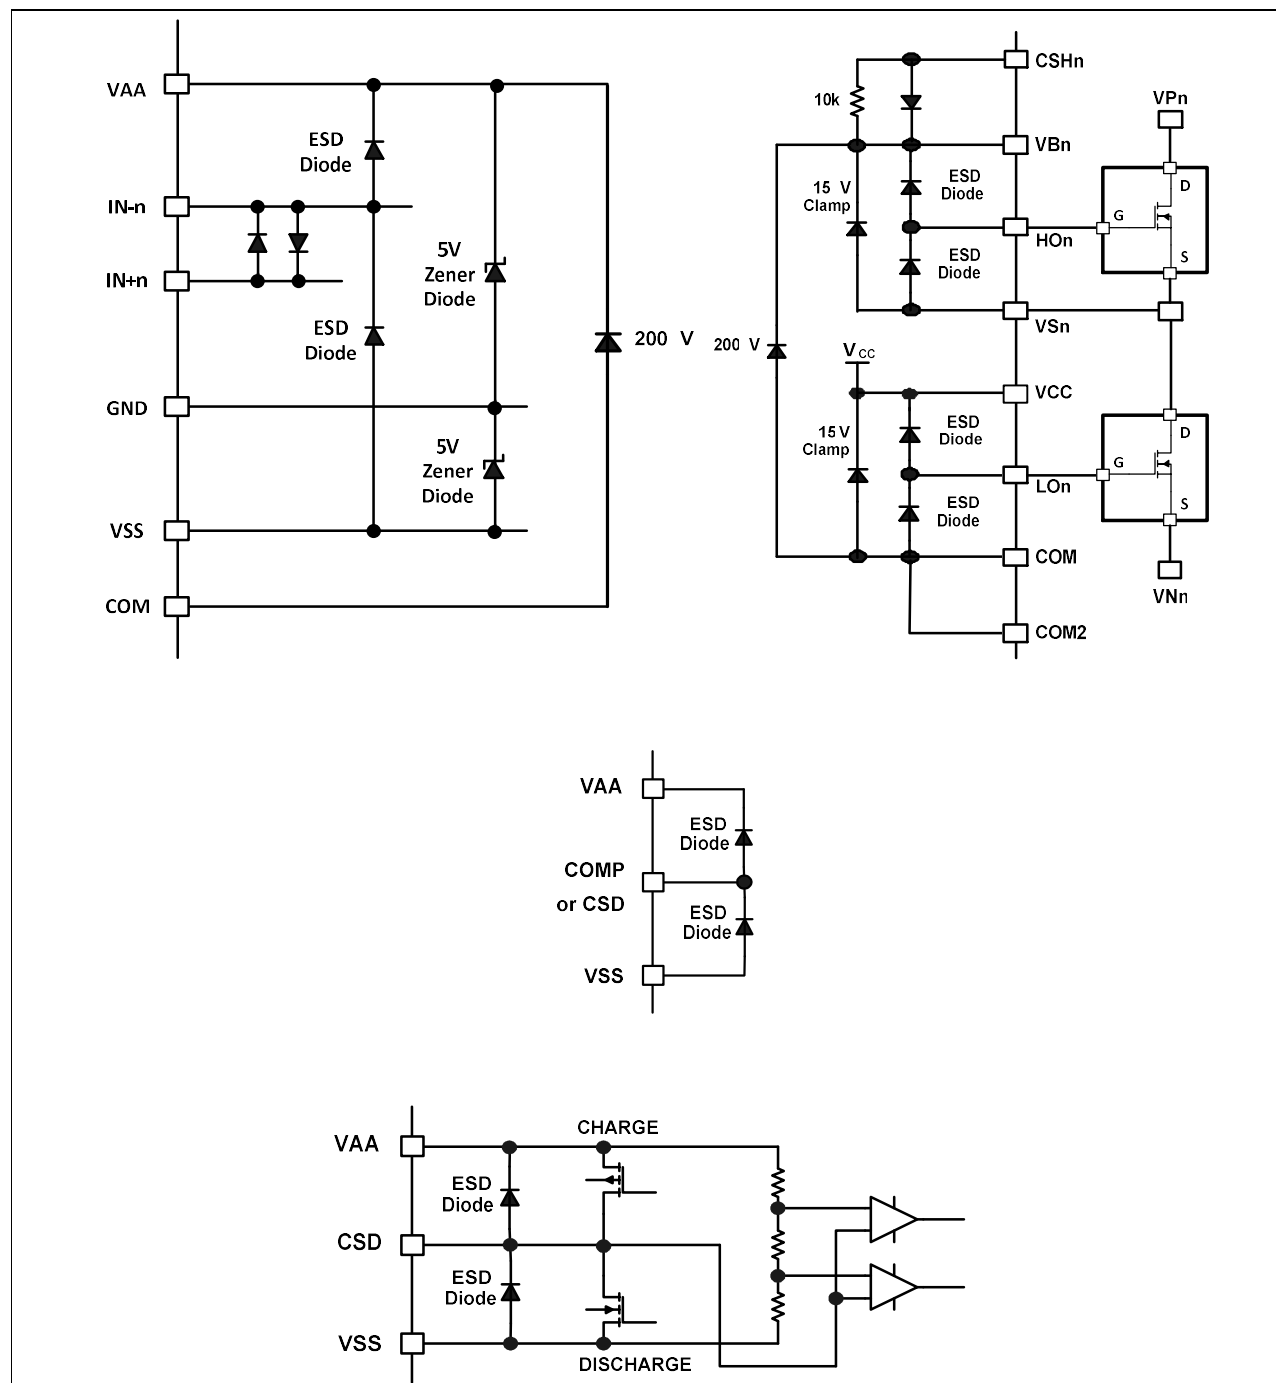 VAA
ESD
Diode
IN-n
IN+n
5V
Zener
Diode
ESD
Diode
200 V
GND
5V
Zener
Diode
VSS
COM
CSHn
10k
VBn
VPn
15 V
Clamp
ESD
Diode
D
G
S
HOn
ESD
Diode
VSn
200 V
VCC
VCC
15 V
Clamp
ESD
Diode
D
G
S
LOn
ESD
Diode
COM
VNn
COM2
VAA
ESD
Diode
COMP
or CSD
ESD
Diode
VSS
CHARGE
VAA
ESD
Diode
CSD
ESD
Diode
VSS
DISCHARGE